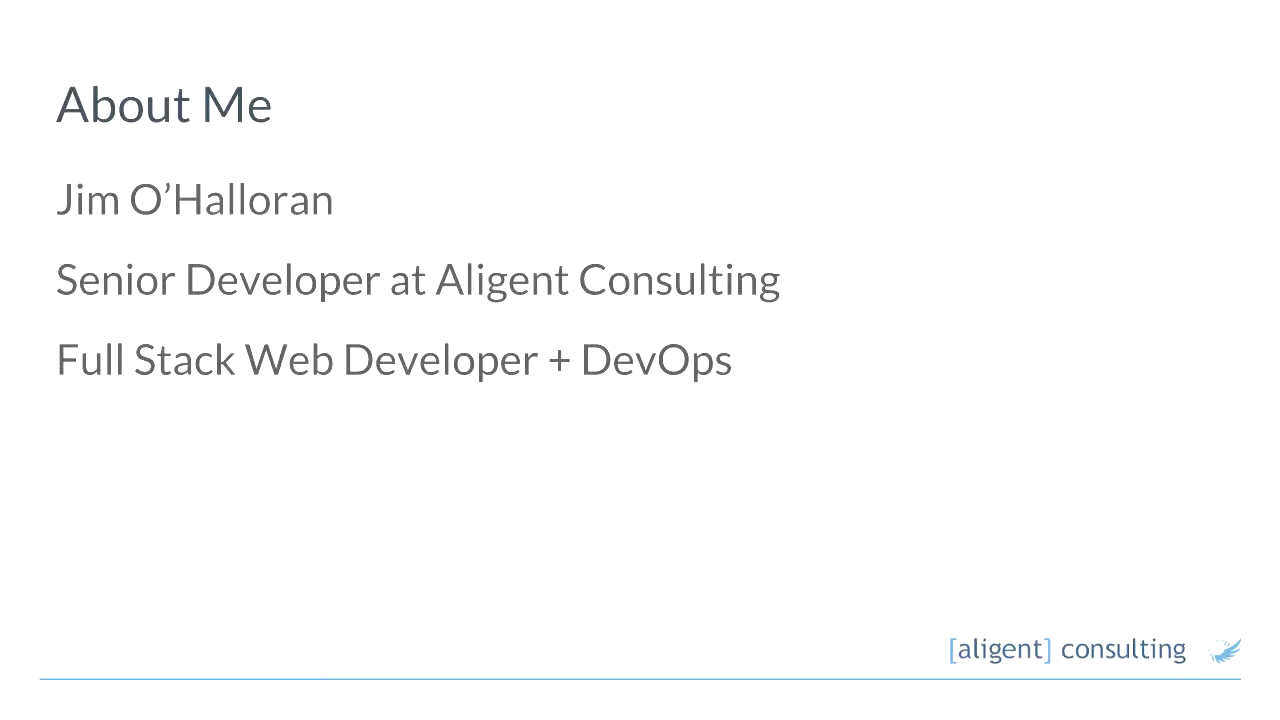 About Me
Jim O’Halloran
Senior Developer at Aligent Consulting
Full Stack Web Developer + DevOps
[aligent] consulting